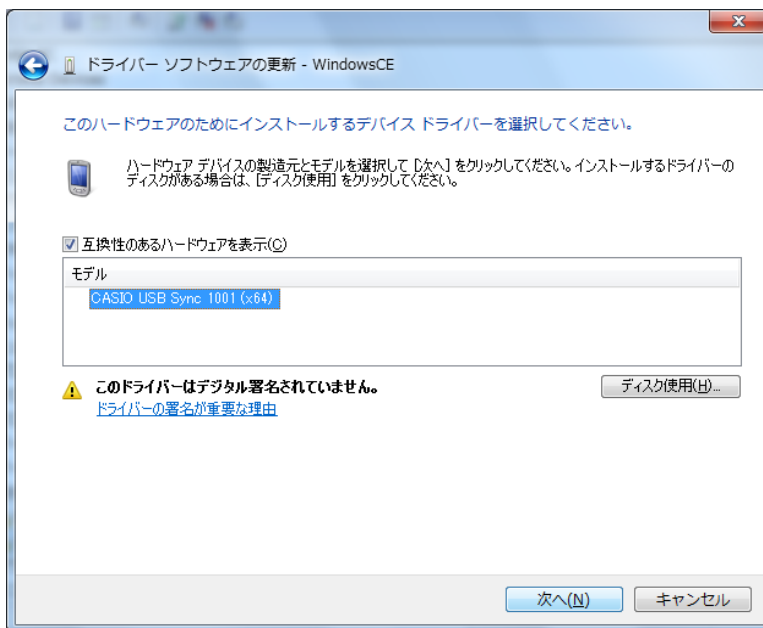 ドライバー ソフトウェアの更新 - WindowsCE
このハードウェアのためにインストールするデバイス ドライバーを選択してください。
ハードウェア デバイスの製造元とモデルを選択して [次へ] をクリックしてください。インストールするドライバーの
ディスクがある場合は、[ディスク使用] をクリックしてください。
互換性のあるハードウェアを表示(C)
モデル
CASIO USB Sync 1001 (x64)
このドライバーはデジタル署名されていません。
ディスク使用(H)...
ドライバーの署名が重要な理由
次へ(N)
キャンセル